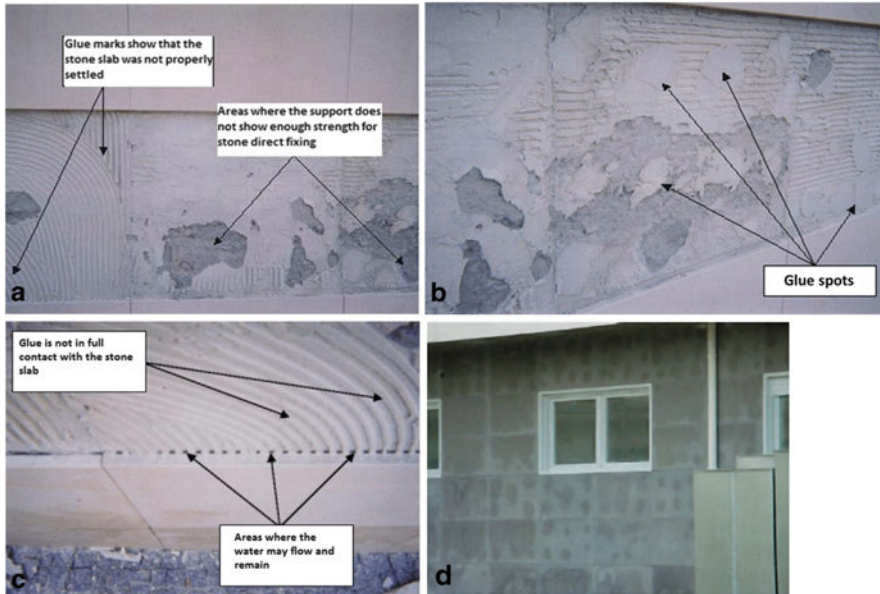 Glue marks show that the
stone slab was not properly
settled
Areas where the support does
not show enough strength for
stone direct fixing
a
Glue spots
b
Glue is not in full
contact with the stone
slab
Areas where the
water may flow and
remain
c
d